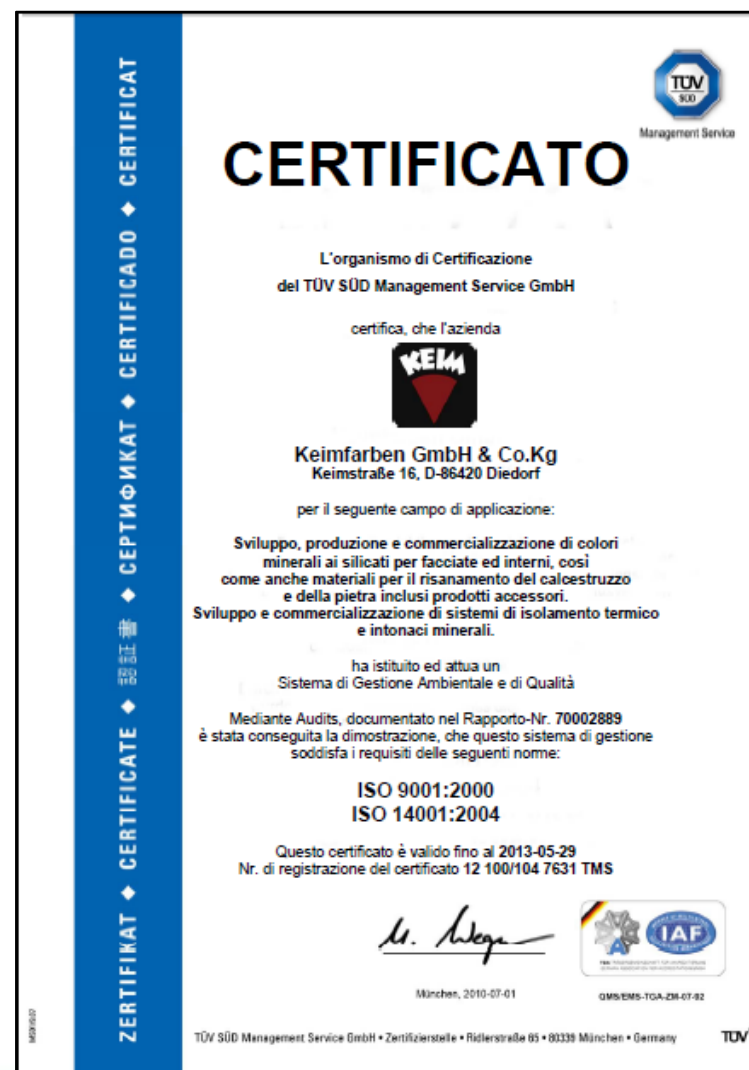 ZERTIFIKAT ◆ CERTIFICATE ◆ 認証書 ◆ СЕРТИФИКАТ ◆ CERTIFICADO ◆ CERTIFICAT
TÜV
SÜD
Management Service
CERTIFICATO
L'organismo di Certificazione
del TÜV SÜD Management Service GmbH
certifica, che l'azienda
KEIM
Keimfarben GmbH & Co.Kg
Keimstraße 16, D-86420 Diedorf
per il seguente campo di applicazione:
Sviluppo, produzione e commercializzazione di colori
minerali ai silicati per facciate ed interni, così
come anche materiali per il risanamento del calcestruzzo
e della pietra inclusi prodotti accessori.
Sviluppo e commercializzazione di sistemi di isolamento termico
e intonaci minerali.
ha istituito ed attua un
Sistema di Gestione Ambientale e di Qualità
Mediante Audits, documentato nel Rapporto-Nr. 70002889
è stata conseguita la dimostrazione, che questo sistema di gestione
soddisfa i requisiti delle seguenti norme:
ISO 9001:2000
ISO 14001:2004
Questo certificato è valido fino al 2013-05-29
Nr. di registrazione del certificato 12 100/104 7631 TMS
IAF
München, 2010-07-01
QMS/EMS-TGA-ZM-07-92
TÜV SÜD Management Service GmbH • Zertifizierstelle • Ridlerstraße 65 • 80339 München • Germany
TÜV